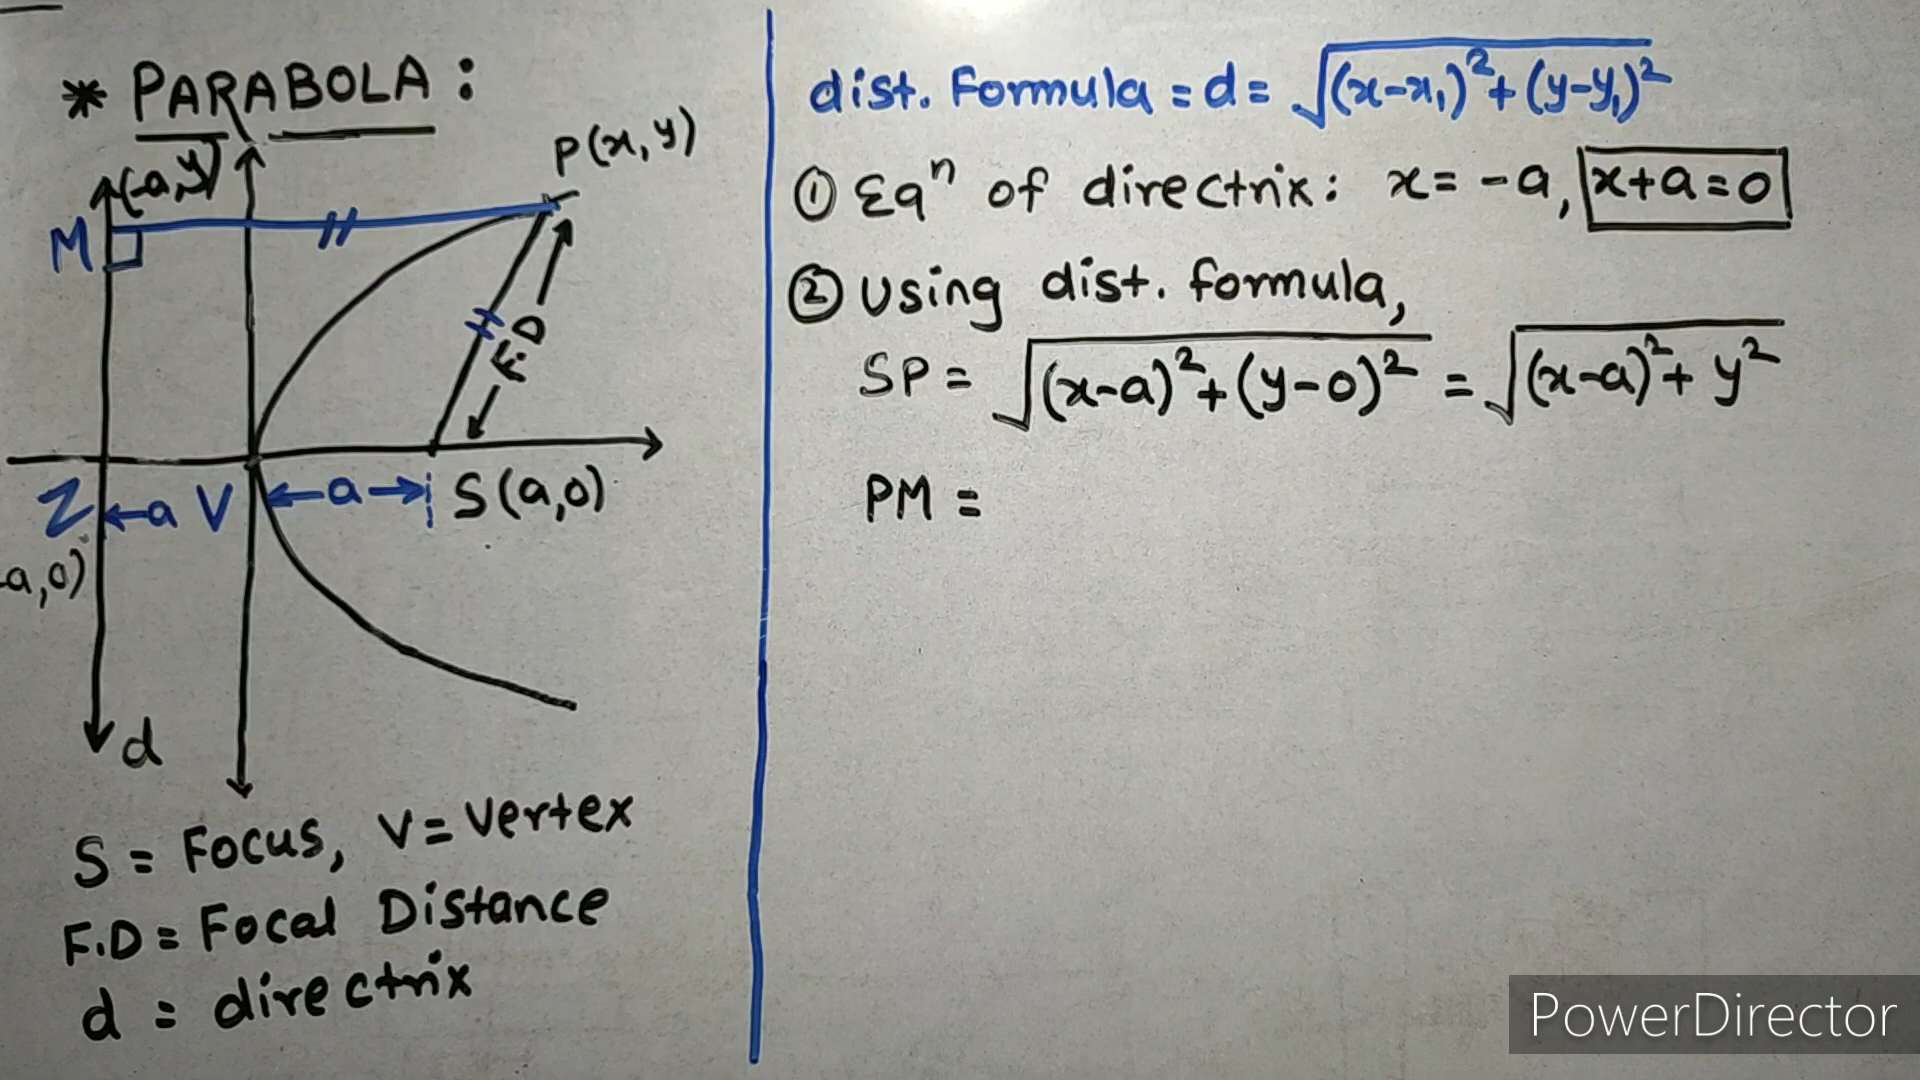 * PARABOLA :
(-a,y)
P(x,y)
M
F.D
Z
a
V
a
S(a,0)
-a,0)
d
S = Focus, V = Vertex
F.D = Focal Distance
d = directrix
dist. Formula = d = √(x-x₁)²+(y-y₁)²
① Eqⁿ of directrix: x = -a, x+a=0
② Using dist. formula,
SP = √(x-a)²+(y-0)² = √(x-a)²+y²
PM =
PowerDirector